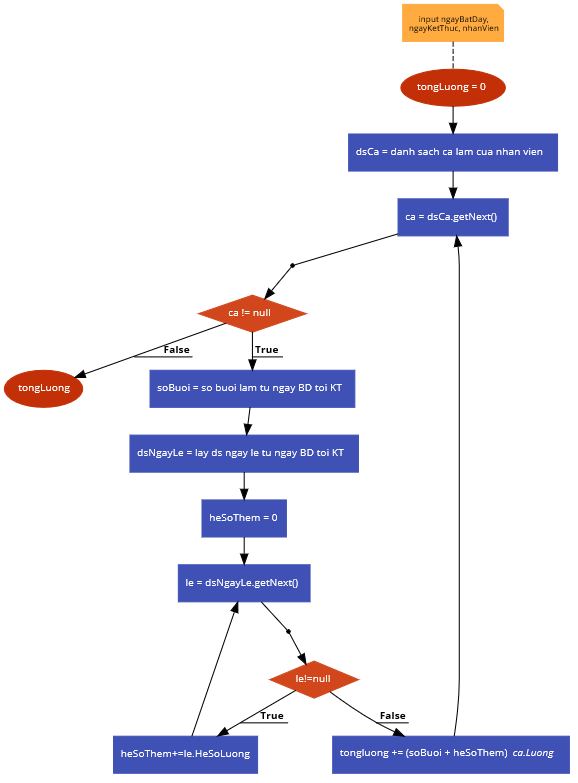 input ngayBatDay,
ngayKetThuc, nhanVien
tongLuong = 0
dsCa = danh sach ca lam cua nhan vien
ca = dsCa.getNext()
ca != null
False
True
tongLuong
soBuoi = so buoi lam tu ngay BD toi KT
dsNgayLe = lay ds ngay le tu ngay BD toi KT
heSoThem = 0
le = dsNgayLe.getNext()
le!=null
True
False
heSoThem+=le.HeSoLuong
tongluong += (soBuoi + heSoThem) ca.Luong